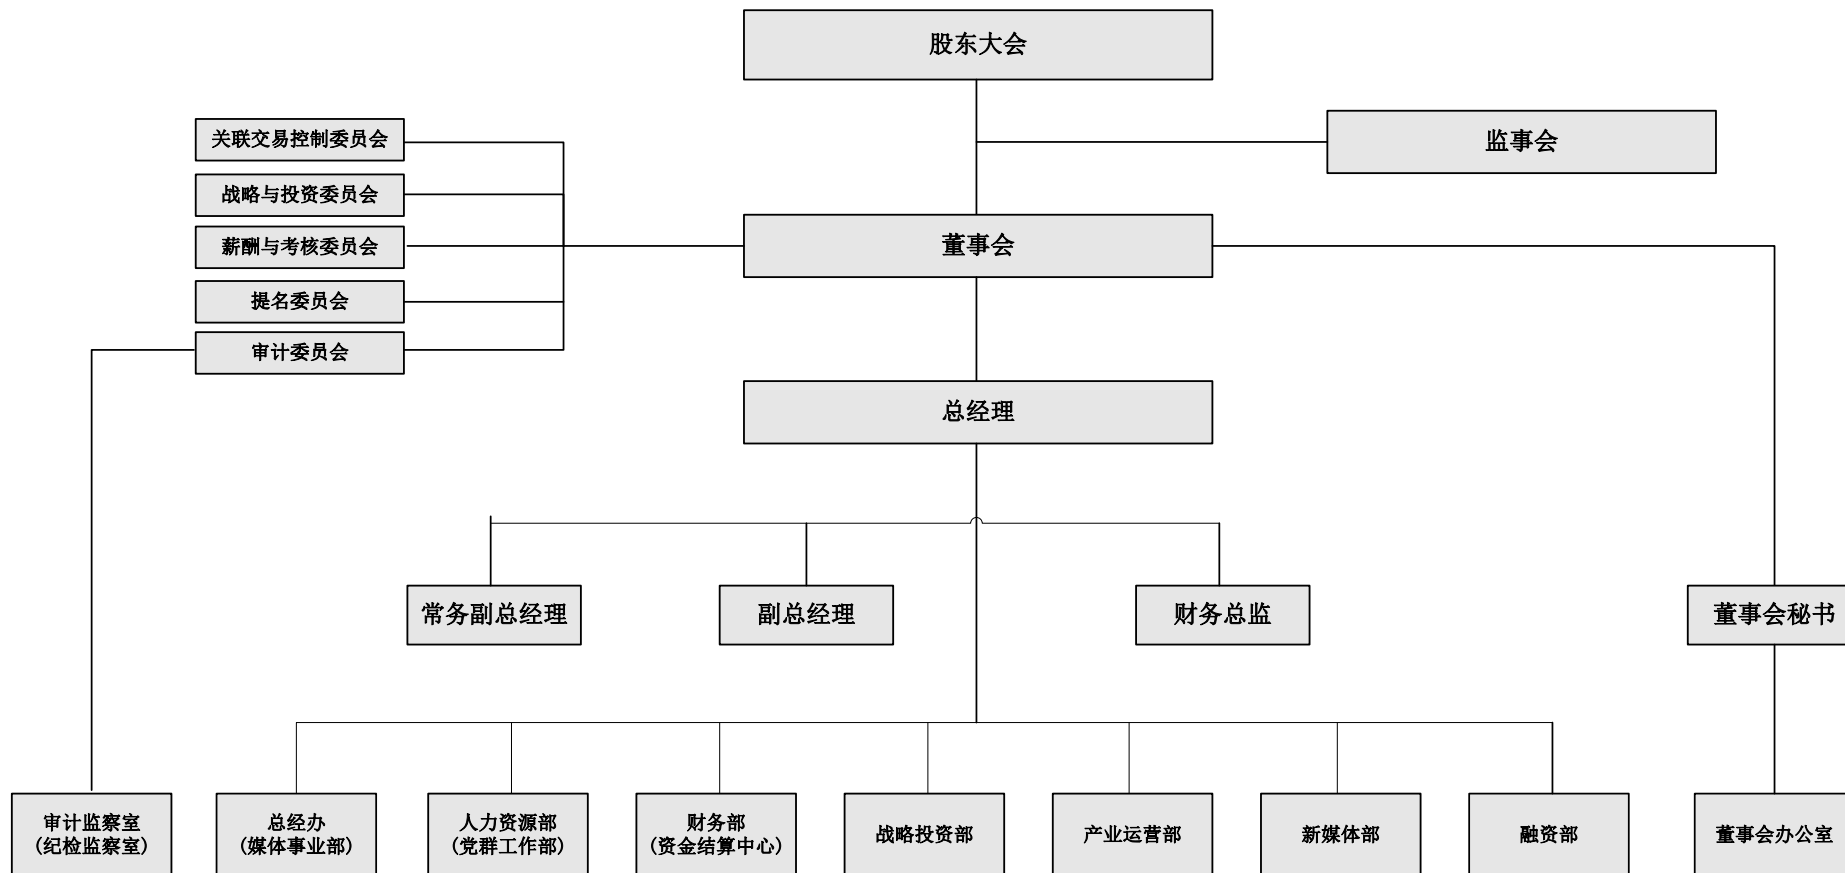 股东大会
监事会
关联交易控制委员会
战略与投资委员会
薪酬与考核委员会
提名委员会
审计委员会
董事会
总经理
常务副总经理
副总经理
财务总监
董事会秘书
审计监察室
(纪检监察室)
总经办
(媒体事业部)
人力资源部
(党群工作部)
财务部
(资金结算中心)
战略投资部
产业运营部
新媒体部
融资部
董事会办公室